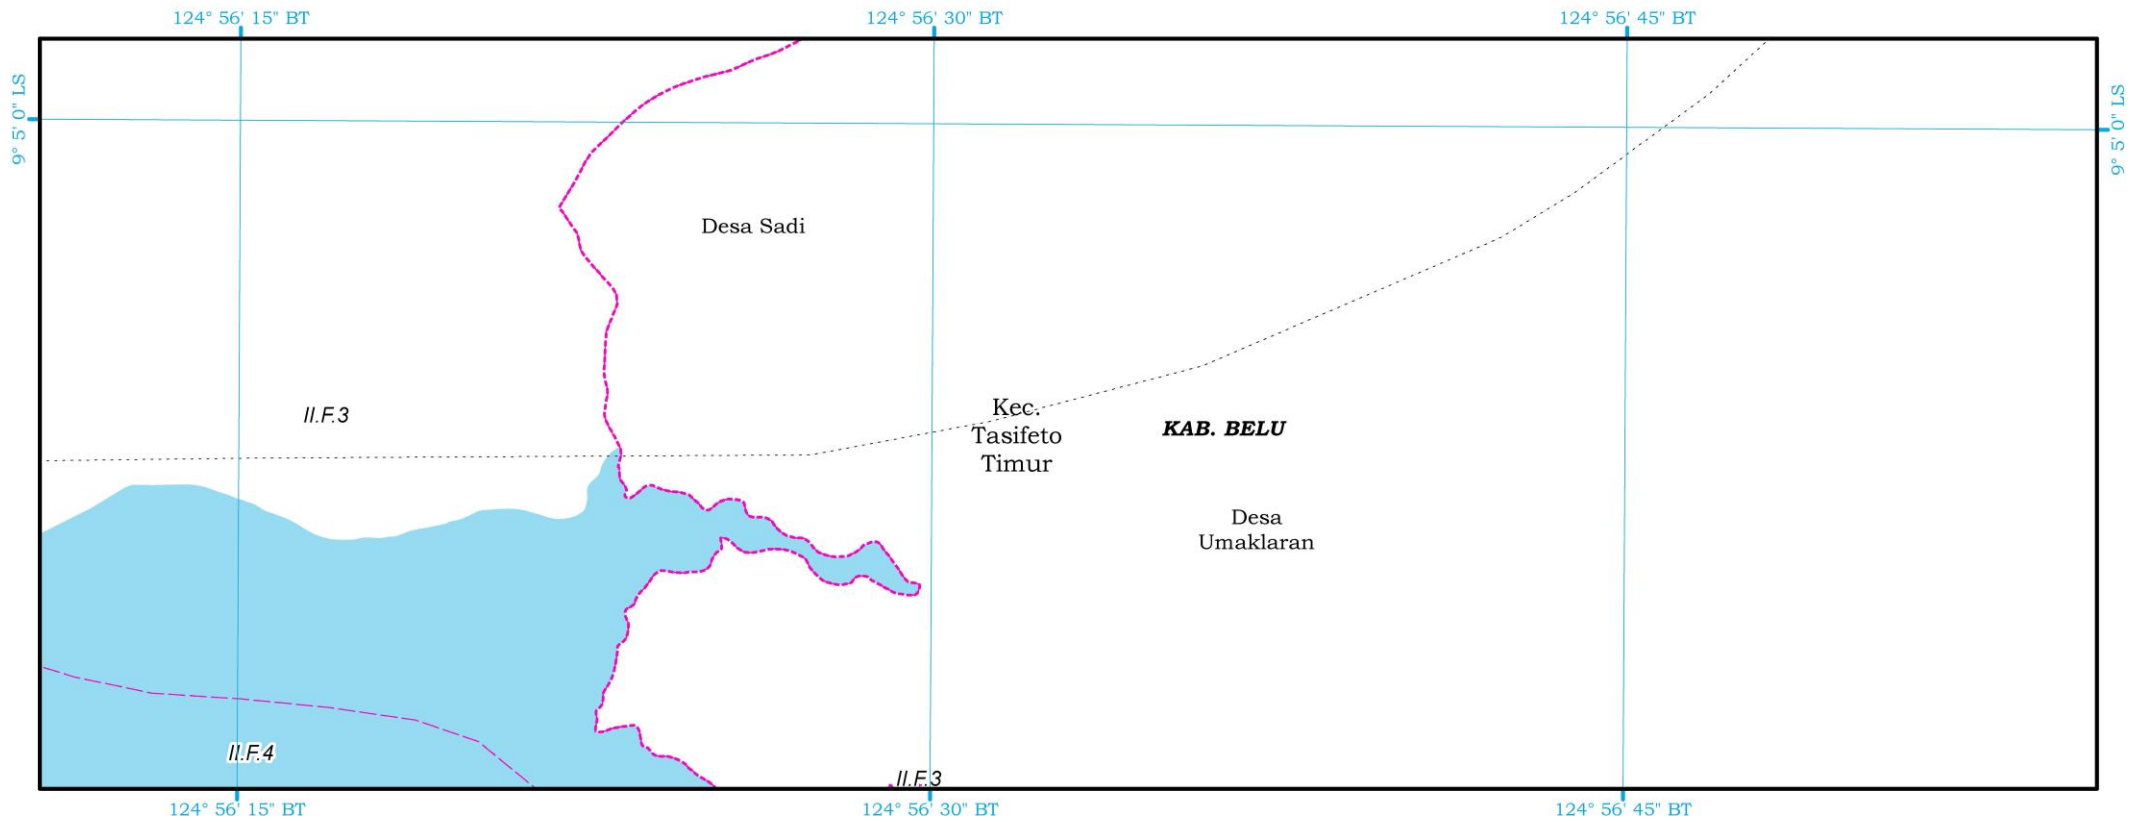 124° 56' 15" BT
124° 56' 30" BT
124° 56' 45" BT
9° 5' 0" LS
9° 5' 0" LS
Desa Sadi
II.F.3
Kec.
Tasifeto
Timur
KAB. BELU
Desa
Umaklaran
II.F.4
II.F.3
124° 56' 15" BT
124° 56' 30" BT
124° 56' 45" BT